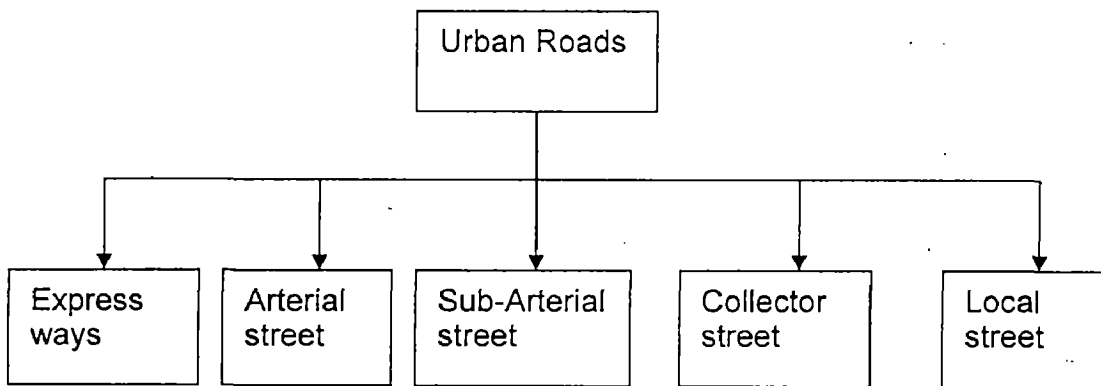 Urban Roads
Express
ways
Arterial
street
Sub-Arterial
street
Collector
street
Local
street